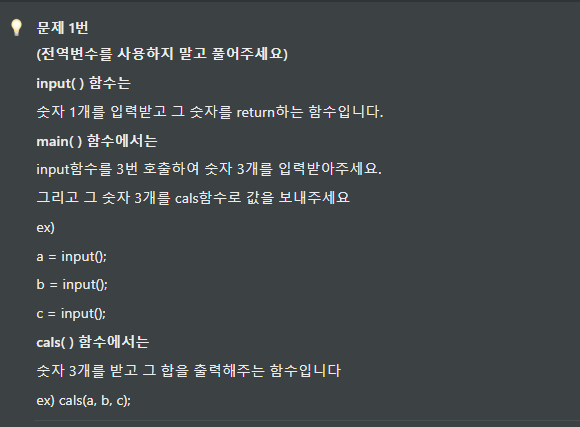 문제 1번
(전역변수를 사용하지 말고 풀어주세요)
input( ) 함수는
숫자 1개를 입력받고 그 숫자를 return하는 함수입니다.
main( ) 함수에서는
input함수를 3번 호출하여 숫자 3개를 입력받아주세요.
그리고 그 숫자 3개를 cals함수로 값을 보내주세요
ex)
a = input();
b = input();
c = input();
cals( ) 함수에서는
숫자 3개를 받고 그 합을 출력해주는 함수입니다
ex) cals(a, b, c);